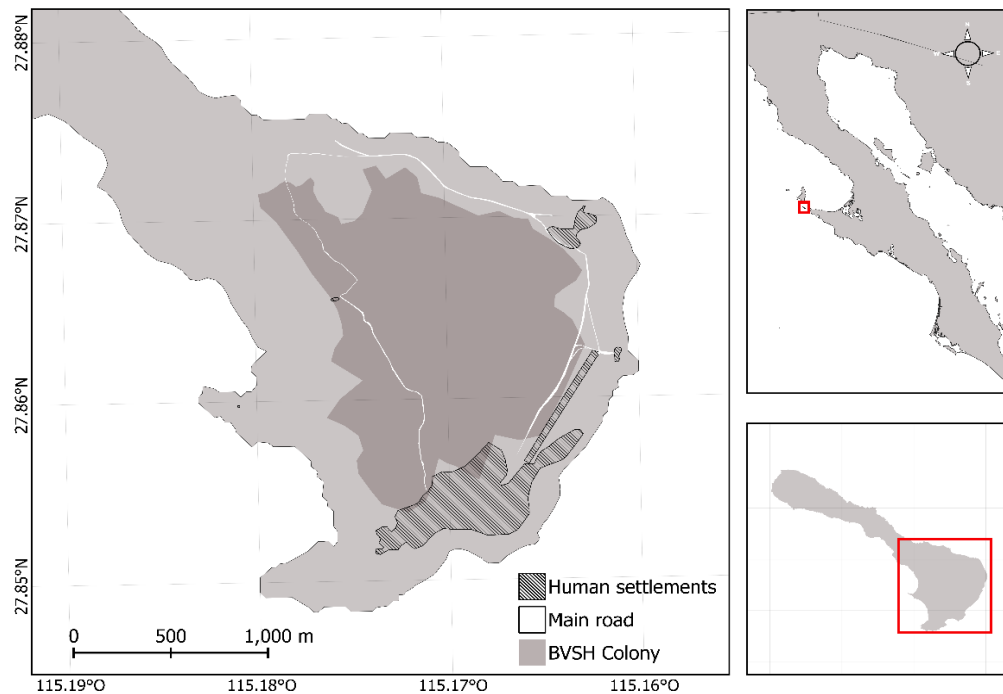 27.88°N
27.87°N
27.86°N
27.85°N
Human settlements
Main road
BVSH Colony
0 500 1,000 m
115.19°O 115.18°O 115.17°O 115.16°O
N
E
S